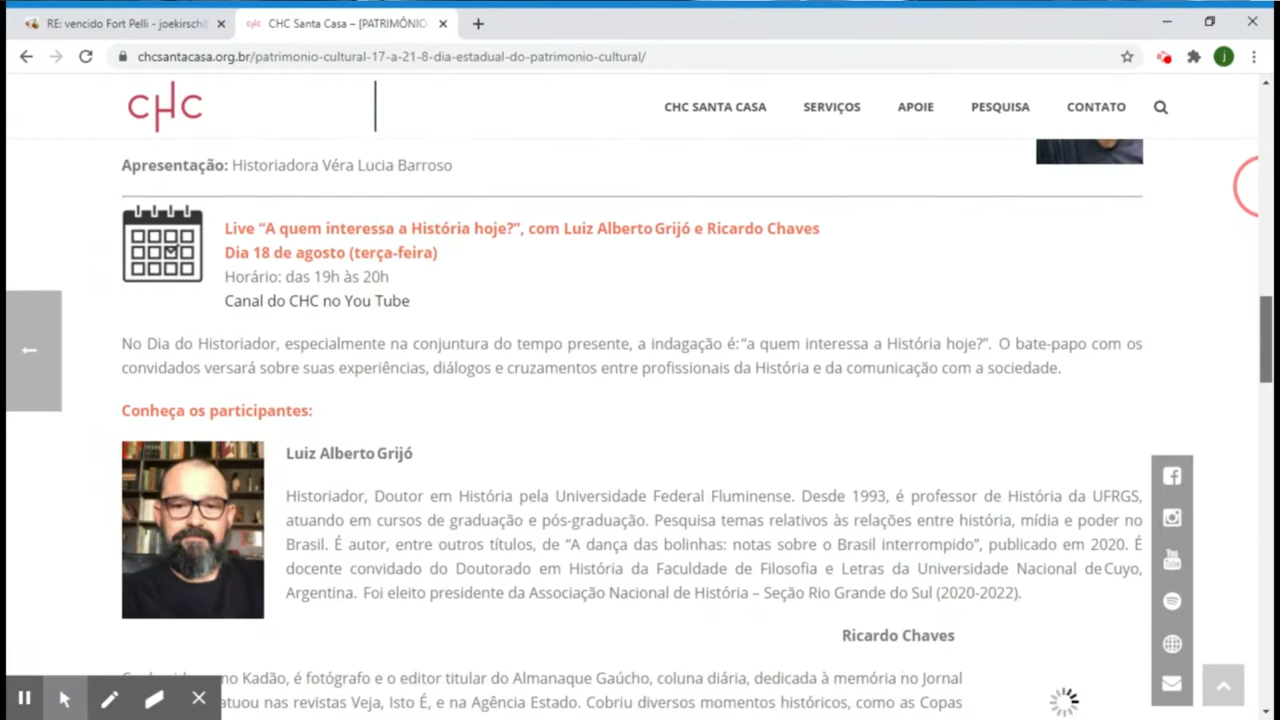 RE: vencido Fort Pelli - joekirsch
CHC Santa Casa – [PATRIMÔNIO
chcsantacasa.org.br/patrimonio-cultural-17-a-21-8-dia-estadual-do-patrimonio-cultural/
j
CHC
CHC SANTA CASA SERVIÇOS APOIE PESQUISA CONTATO
Apresentação: Historiadora Véra Lucia Barroso
Live “A quem interessa a História hoje?”, com Luiz Alberto Grijó e Ricardo Chaves
Dia 18 de agosto (terça-feira)
Horário: das 19h às 20h
Canal do CHC no You Tube
No Dia do Historiador, especialmente na conjuntura do tempo presente, a indagação é: “a quem interessa a História hoje?”. O bate-papo com os
convidados versará sobre suas experiências, diálogos e cruzamentos entre profissionais da História e da comunicação com a sociedade.
Conheça os participantes:
Luiz Alberto Grijó
Historiador, Doutor em História pela Universidade Federal Fluminense. Desde 1993, é professor de História da UFRGS,
atuando em cursos de graduação e pós-graduação. Pesquisa temas relativos às relações entre história, mídia e poder no
Brasil. É autor, entre outros títulos, de “A dança das bolinhas: notas sobre o Brasil interrompido”, publicado em 2020. É
docente convidado do Doutorado em História da Faculdade de Filosofia e Letras da Universidade Nacional de Cuyo,
Argentina. Foi eleito presidente da Associação Nacional de História – Seção Rio Grande do Sul (2020-2022).
Ricardo Chaves
no Kadão, é fotógrafo e o editor titular do Almanaque Gaúcho, coluna diária, dedicada à memória no Jornal
tuou nas revistas Veja, Isto É, e na Agência Estado. Cobriu diversos momentos históricos, como as Copas